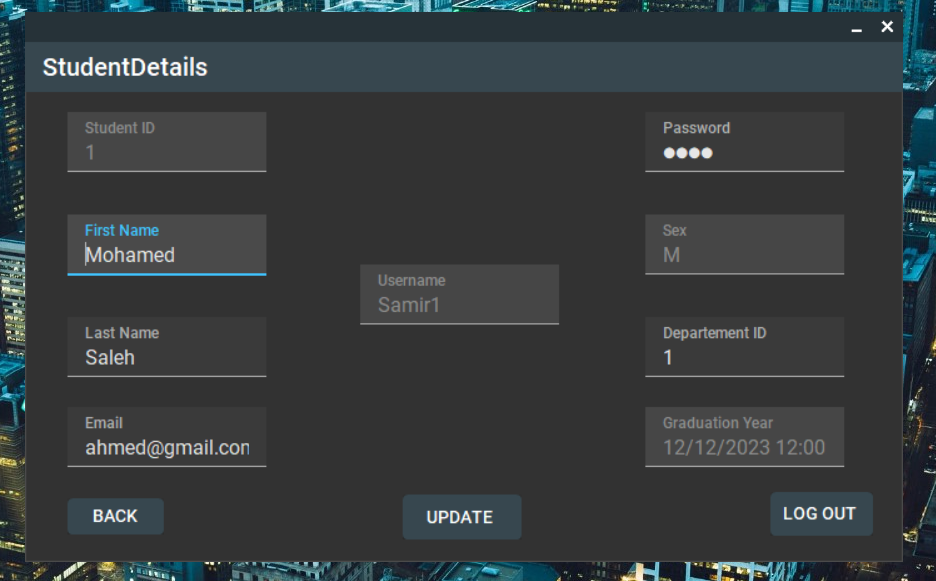 StudentDetails
Student ID
1
First Name
Mohamed
Last Name
Saleh
Email
ahmed@gmail.con
Username
Samir1
Password
Sex
M
Departement ID
1
Graduation Year
12/12/2023 12:00
BACK
UPDATE
LOG OUT